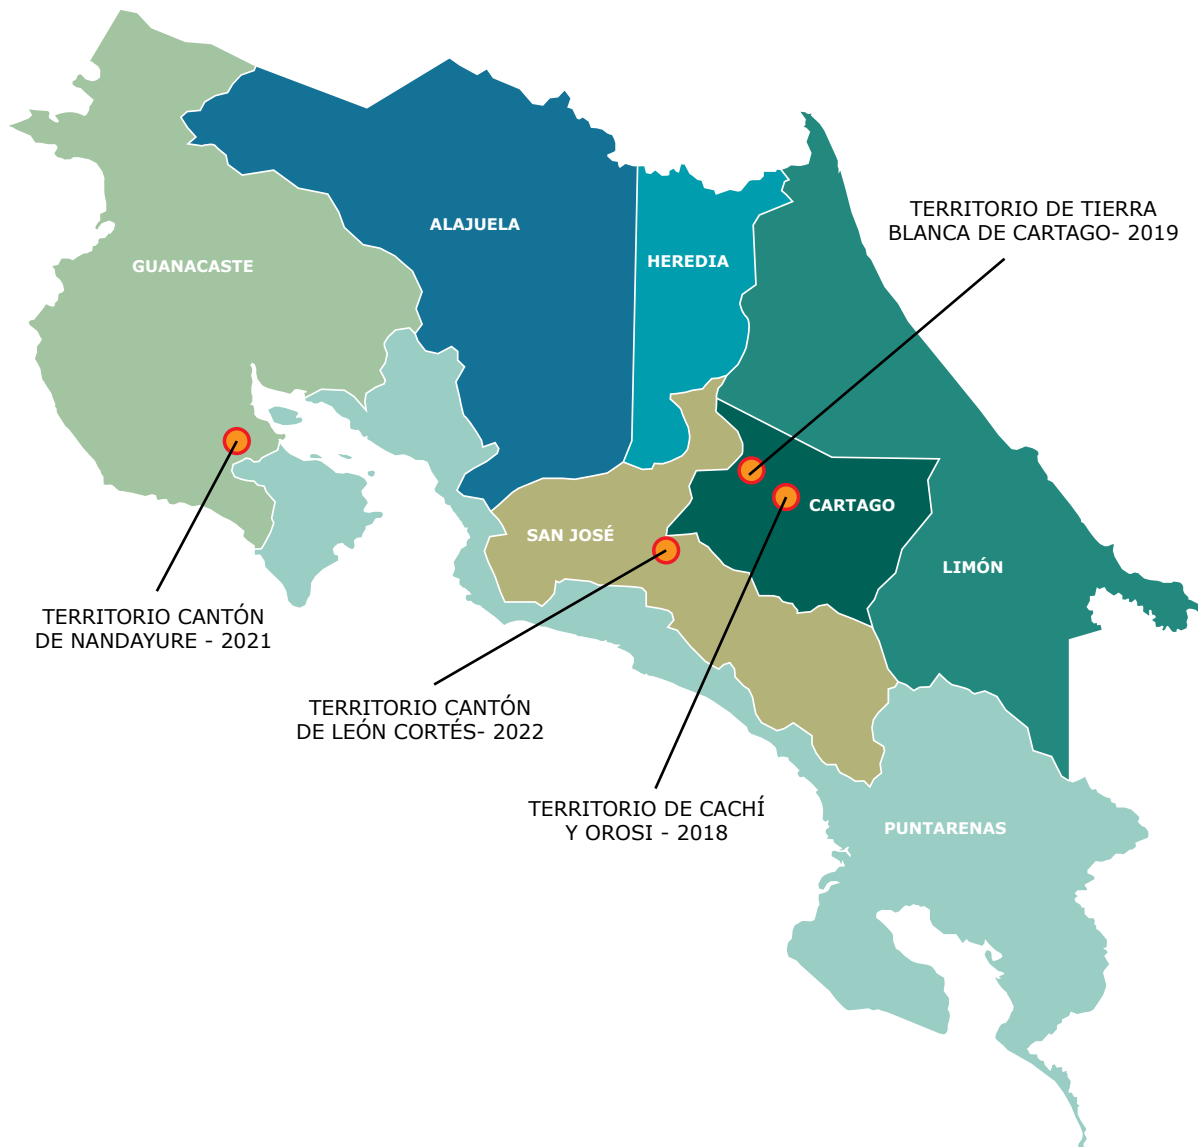 ALAJUELA
GUANACASTE
HEREDIA
TERRITORIO DE TIERRA
BLANCA DE CARTAGO- 2019
CARTAGO
SAN JOSÉ
LIMÓN
TERRITORIO CANTÓN
DE NANDAYURE - 2021
TERRITORIO CANTÓN
DE LEÓN CORTÉS- 2022
TERRITORIO DE CACHÍ
Y OROSI - 2018
PUNTARENAS